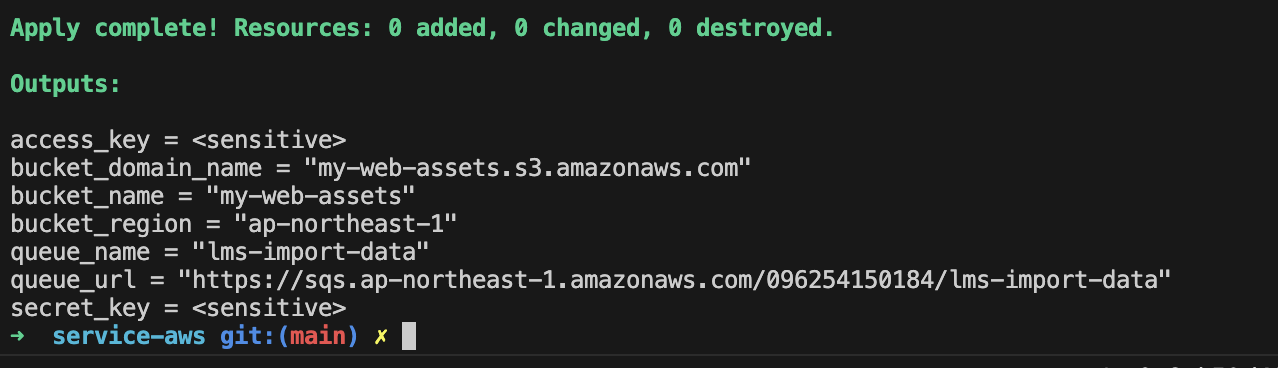 Apply complete! Resources: 0 added, 0 changed, 0 destroyed.
Outputs:
access_key = <sensitive>
bucket_domain_name = "my-web-assets.s3.amazonaws.com"
bucket_name = "my-web-assets"
bucket_region = "ap-northeast-1"
queue_name = "lms-import-data"
queue_url = "https://sqs.ap-northeast-1.amazonaws.com/096254150184/lms-import-data"
secret_key = <sensitive>
→ service-aws git:(main) ✗